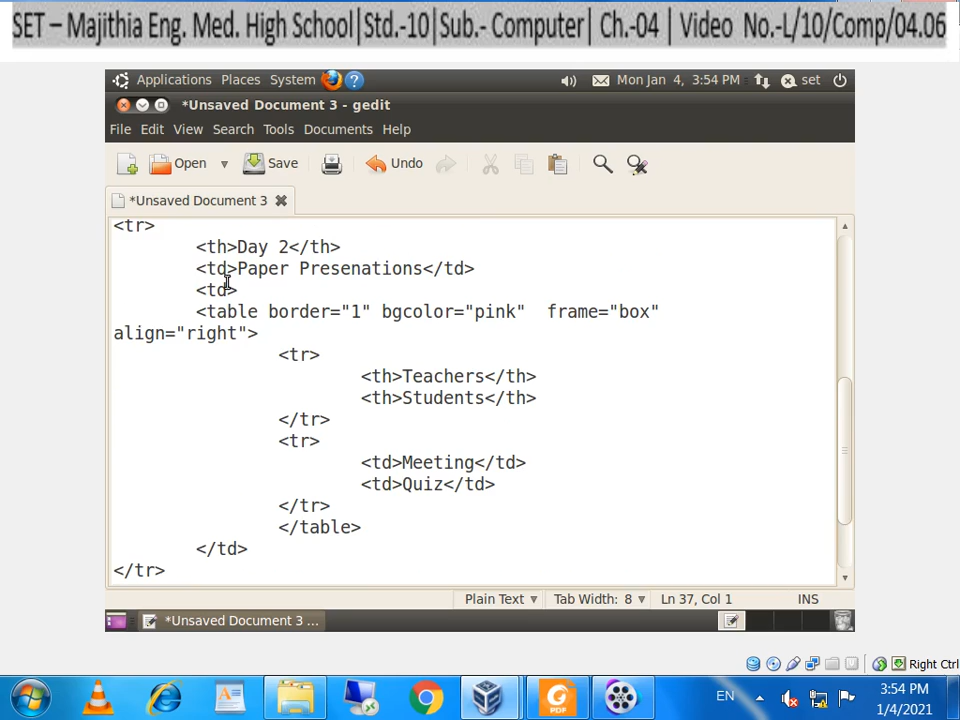 SET – Majithia Eng. Med. High School|Std.-10|Sub.- Computer| Ch.-04 | Video No.-L/10/Comp/04.06
Applications Places System ? Mon Jan 4, 3:54 PM set
*Unsaved Document 3 - gedit
File Edit View Search Tools Documents Help
Open Save Undo
*Unsaved Document 3
<tr>
<th>Day 2</th>
<td>Paper Presenations</td>
<td>
<table border="1" bgcolor="pink" frame="box"
align="right">
<tr>
<th>Teachers</th>
<th>Students</th>
</tr>
<tr>
<td>Meeting</td>
<td>Quiz</td>
</tr>
</table>
</td>
</tr>
Plain Text Tab Width: 8 Ln 37, Col 1 INS
*Unsaved Document 3 ...
Right Ctrl
PDF
EN 3:54 PM
1/4/2021